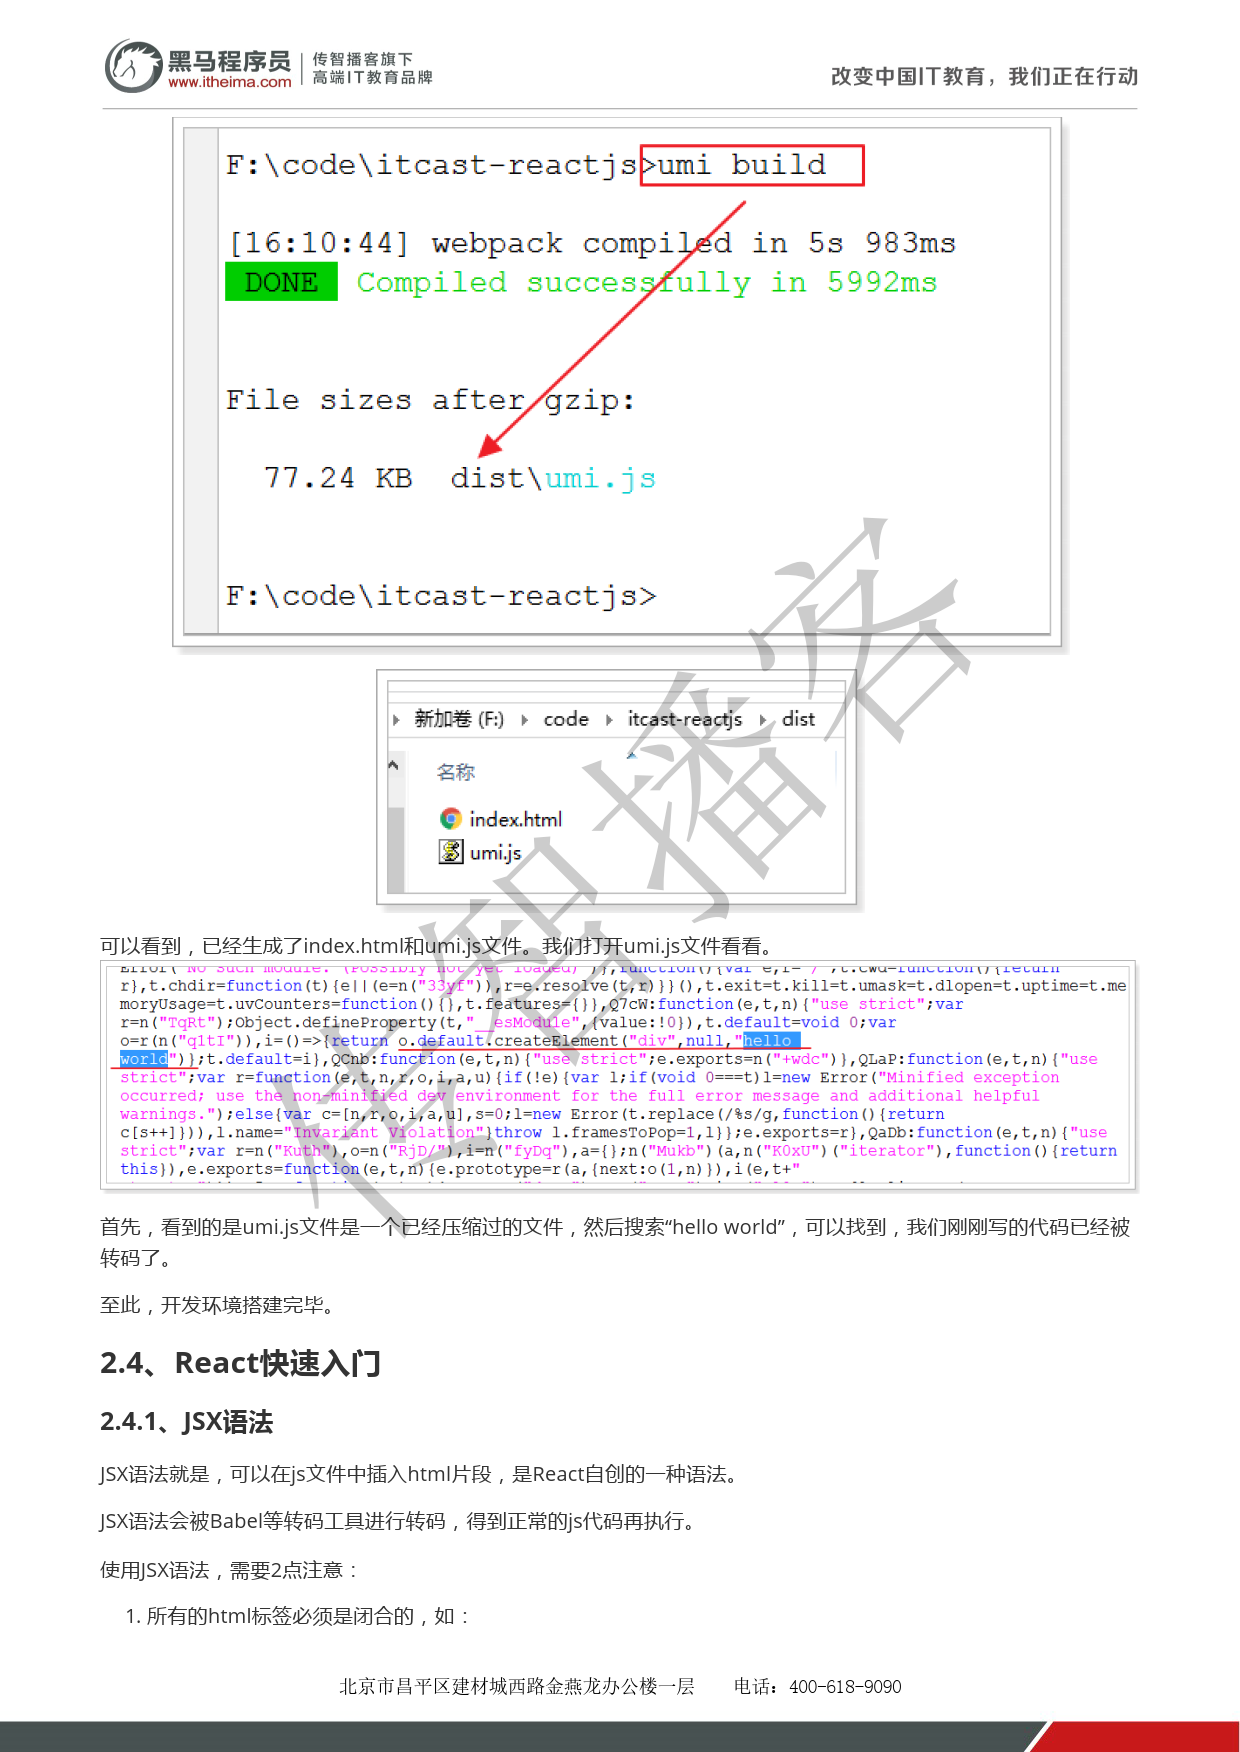 黑马程序员
www.itheima.com
传智播客旗下
高端IT教育品牌
改变中国IT教育，我们正在行动
F:\code\itcast-reactjs>umi build
[16:10:44] webpack compiled in 5s 983ms
DONE Compiled successfully in 5992ms
File sizes after gzip:
77.24 KB dist\umi.js
F:\code\itcast-reactjs>
新加卷 (F:) code itcast-reactjs dist
名称
index.html
umi.js
可以看到，已经生成了index.html和umi.js文件。我们打开umi.js文件看看。
Error("No such module: (Possibly not yet loaded)")},function(){var e,r="/";t.cwd=function(){return
r},t.chdir=function(t){e||(e=n("33yf")),r=e.resolve(t,r)}}(),t.exit=t.kill=t.umask=t.dlopen=t.uptime=t.me
moryUsage=t.uvCounters=function(){},t.features={}},Q7cW:function(e,t,n){"use strict";var
r=n("TqRt");Object.defineProperty(t,"__esModule",{value:!0}),t.default=void 0;var
o=r(n("q1tI")),i=()=>{return o.default.createElement("div",null,"hello
world")};t.default=i},QCnb:function(e,t,n){"use strict";e.exports=n("+wdc")},QLaP:function(e,t,n){"use
strict";var r=function(e,t,n,r,o,i,a,u){if(!e){var l;if(void 0===t)l=new Error("Minified exception
occurred; use the non-minified dev environment for the full error message and additional helpful
warnings.");else{var c=[n,r,o,i,a,u],s=0;l=new Error(t.replace(/%s/g,function(){return
c[s++]})),l.name="Invariant Violation"}throw l.framesToPop=1,l}};e.exports=r},QaDb:function(e,t,n){"use
strict";var r=n("Kuth"),o=n("RjD/"),i=n("fyDq"),a={};n("Mukb")(a,n("K0xU")("iterator"),function(){return
this}),e.exports=function(e,t,n){e.prototype=r(a,{next:o(1,n)}),i(e,t+"
传智播客
首先，看到的是umi.js文件是一个已经压缩过的文件，然后搜索“hello world”，可以找到，我们刚刚写的代码已经被
转码了。
至此，开发环境搭建完毕。
2.4、React快速入门
2.4.1、JSX语法
JSX语法就是，可以在js文件中插入html片段，是React自创的一种语法。
JSX语法会被Babel等转码工具进行转码，得到正常的js代码再执行。
使用JSX语法，需要2点注意：
1. 所有的html标签必须是闭合的，如：
北京市昌平区建材城西路金燕龙办公楼一层 电话：400-618-9090